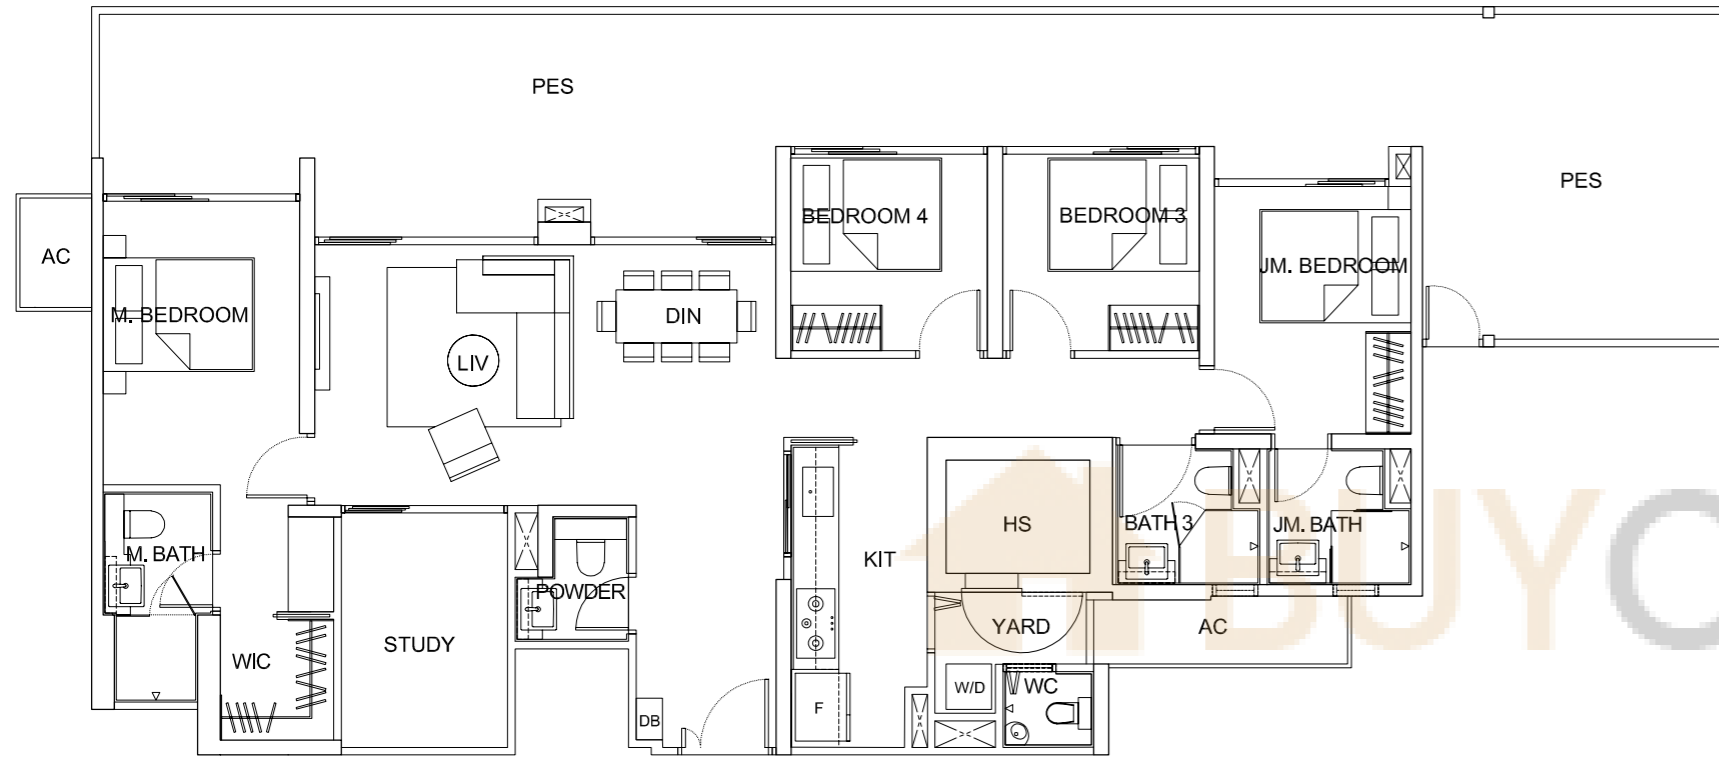 PES
PES
AC
BEDROOM 4
BEDROOM 3
JM. BEDROOM
M. BEDROOM
LIV
DIN
HS
BATH 3
JM. BATH
M. BATH
KIT
POWDER
STUDY
YARD
AC
WIC
W/D
WC
F
DB
BUYC